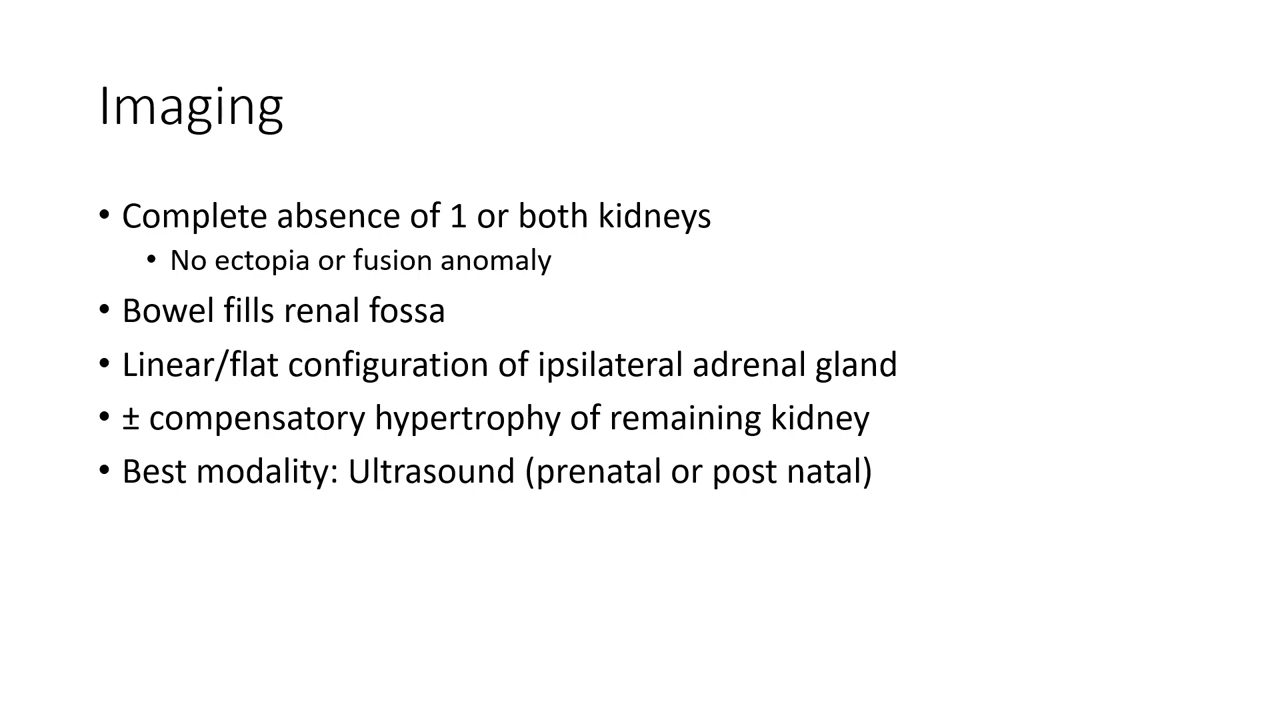 Imaging
• Complete absence of 1 or both kidneys
• No ectopia or fusion anomaly
• Bowel fills renal fossa
• Linear/flat configuration of ipsilateral adrenal gland
• ± compensatory hypertrophy of remaining kidney
• Best modality: Ultrasound (prenatal or post natal)